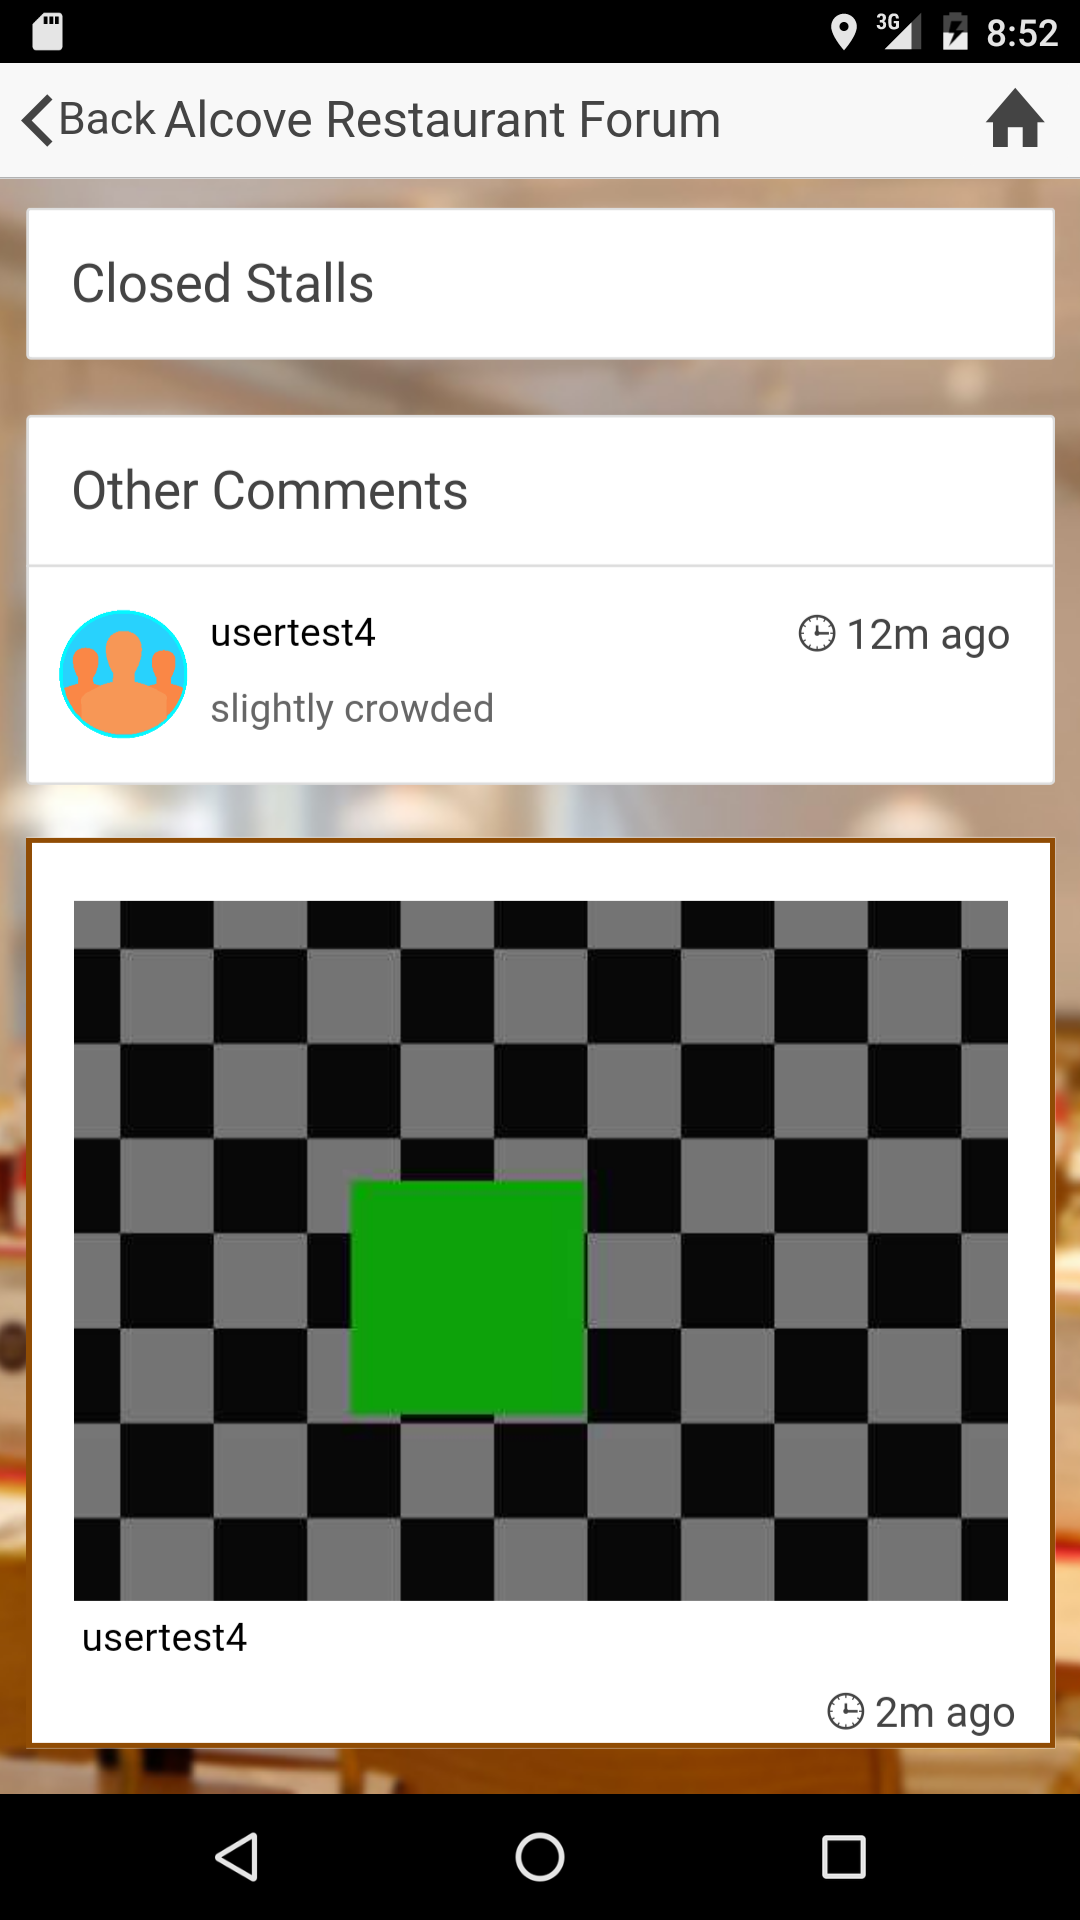 3G 8:52
Back Alcove Restaurant Forum
Closed Stalls
Other Comments
usertest4 12m ago
slightly crowded
usertest4
2m ago